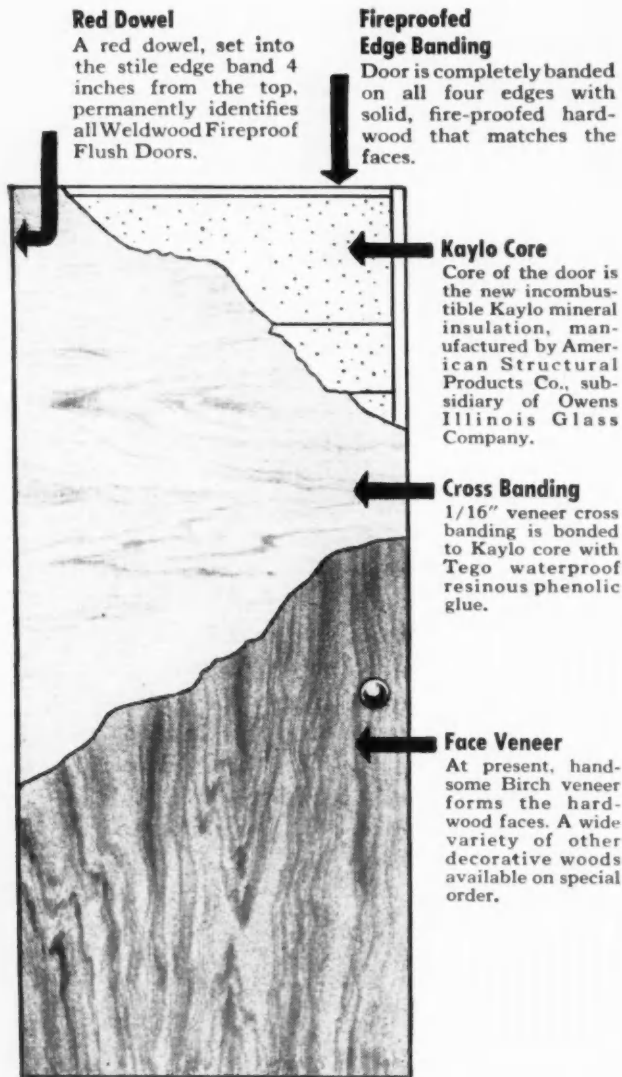 Red Dowel
A red dowel, set into
the stile edge band 4
inches from the top,
permanently identifies
all Weldwood Fireproof
Flush Doors.
Fireproofed
Edge Banding
Door is completely banded
on all four edges with
solid, fire-proofed hard-
wood that matches the
faces.
Kaylo Core
Core of the door is
the new incombus-
tible Kaylo mineral
insulation, man-
ufactured by Amer-
ican Structural
Products Co., sub-
sidiary of Owens
Illinois Glass
Company.
Cross Banding
1/16" veneer cross
banding is bonded
to Kaylo core with
Tego waterproof
resinous phenolic
glue.
Face Veneer
At present, hand-
some Birch veneer
forms the hard-
wood faces. A wide
variety of other
decorative woods
available on special
order.